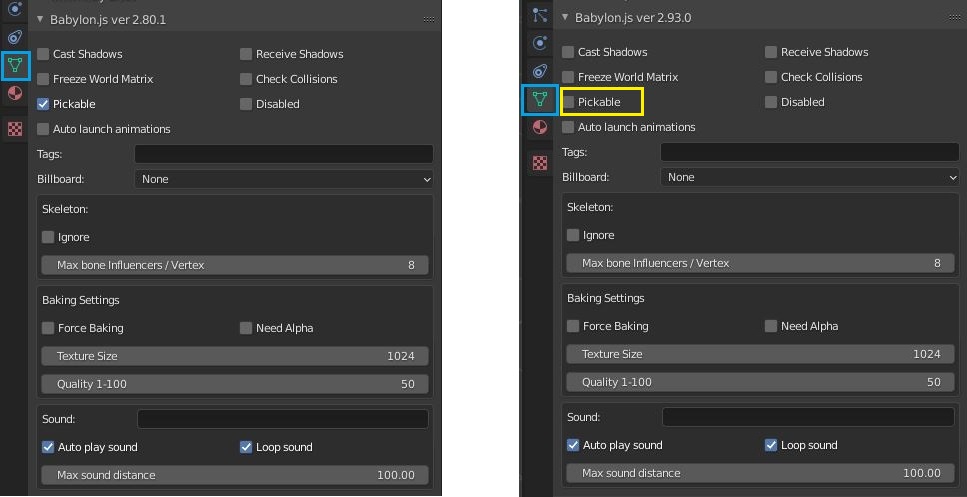 Babylon.js ver 2.80.1
Cast Shadows Receive Shadows
Freeze World Matrix Check Collisions
Pickable Disabled
Auto launch animations
Tags:
Billboard: None
Skeleton:
Ignore
Max bone Influencers / Vertex 8
Baking Settings
Force Baking Need Alpha
Texture Size 1024
Quality 1-100 50
Sound:
Auto play sound Loop sound
Max sound distance 100.00
Babylon.js ver 2.93.0
Cast Shadows Receive Shadows
Freeze World Matrix Check Collisions
Pickable Disabled
Auto launch animations
Tags:
Billboard: None
Skeleton:
Ignore
Max bone Influencers / Vertex 8
Baking Settings
Force Baking Need Alpha
Texture Size 1024
Quality 1-100 50
Sound:
Auto play sound Loop sound
Max sound distance 100.00